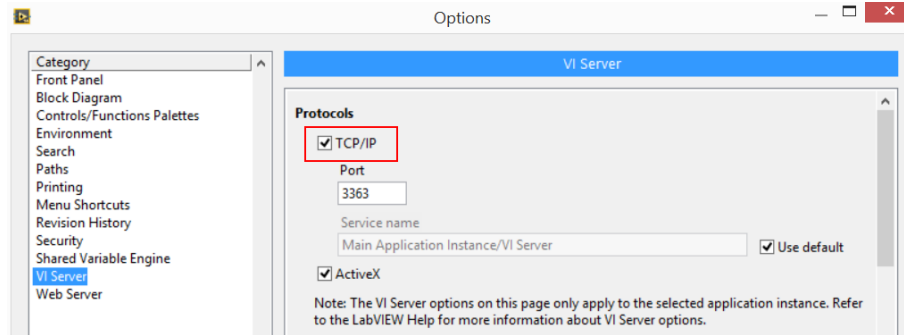 Options
Category
Front Panel
Block Diagram
Controls/Functions Palettes
Environment
Search
Paths
Printing
Menu Shortcuts
Revision History
Security
Shared Variable Engine
VI Server
Web Server
VI Server
Protocols
TCP/IP
Port
3363
Service name
Main Application Instance/VI Server
Use default
ActiveX
Note: The VI Server options on this page only apply to the selected application instance. Refer
to the LabVIEW Help for more information about VI Server options.